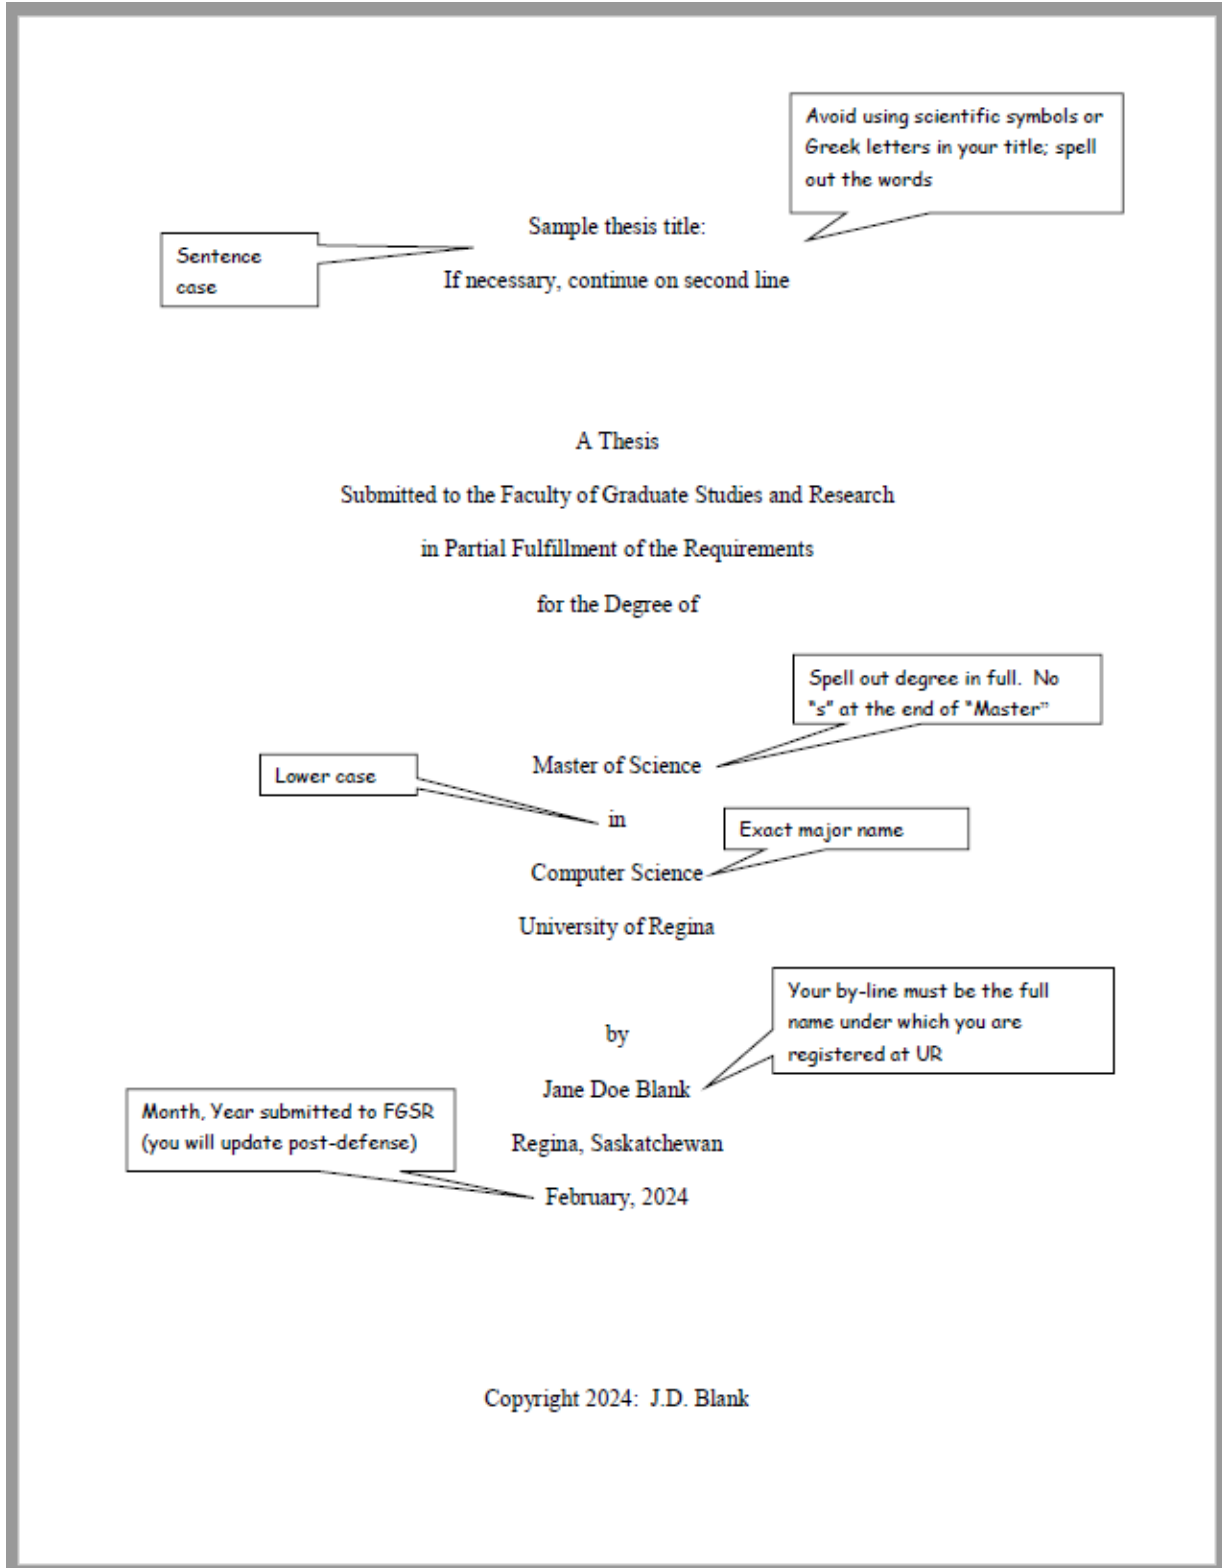 Avoid using scientific symbols or
Greek letters in your title; spell
out the words
Sample thesis title:
Sentence
case
If necessary, continue on second line
A Thesis
Submitted to the Faculty of Graduate Studies and Research
in Partial Fulfillment of the Requirements
for the Degree of
Spell out degree in full.  No
"s" at the end of "Master"
Master of Science
Lower case
in
Exact major name
Computer Science
University of Regina
Your by-line must be the full
name under which you are
registered at UR
by
Jane Doe Blank
Month, Year submitted to FGSR
(you will update post-defense)
Regina, Saskatchewan
February, 2024
Copyright 2024:  J.D. Blank